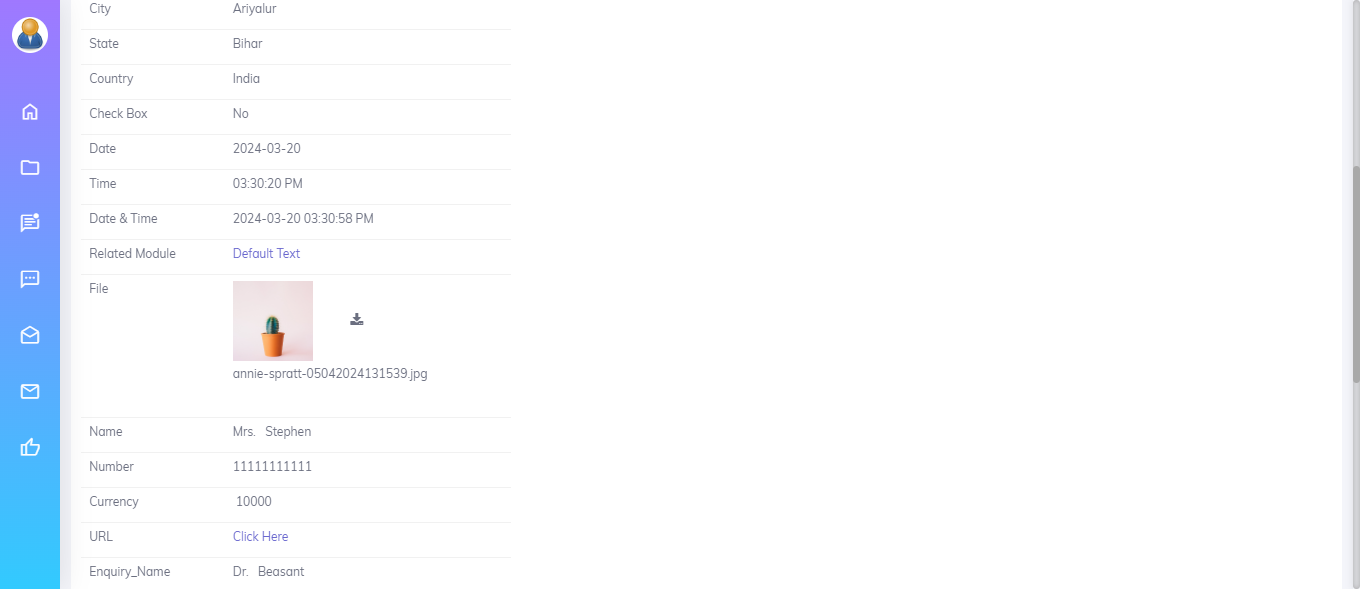 City Ariyalur
State Bihar
Country India
Check Box No
Date 2024-03-20
Time 03:30:20 PM
Date & Time 2024-03-20 03:30:58 PM
Related Module Default Text
File
annie-spratt-05042024131539.jpg
Name Mrs. Stephen
Number 11111111111
Currency 10000
URL Click Here
Enquiry_Name Dr. Beasant